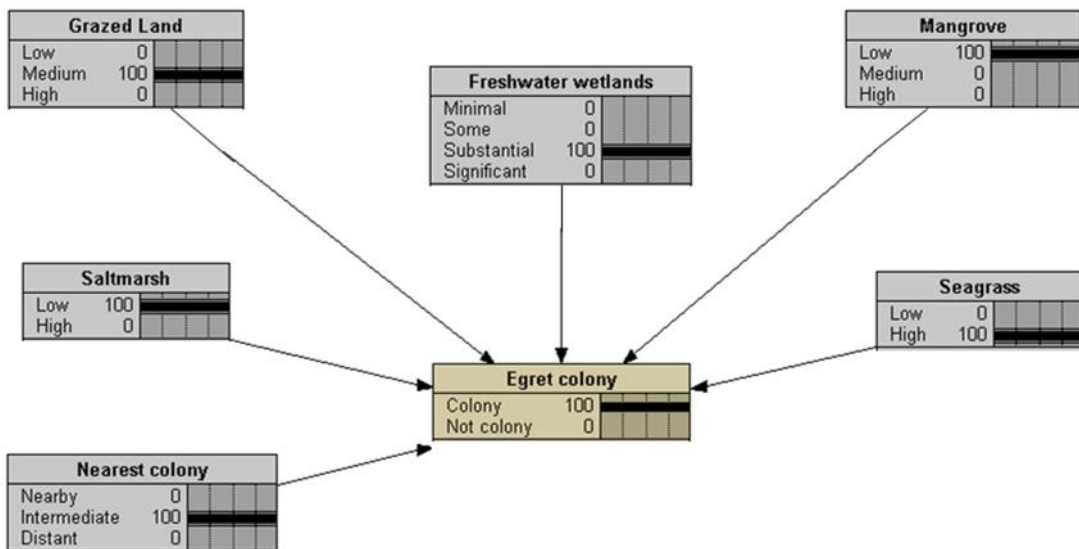 Grazed Land
Low 0
Medium 100
High 0
Freshwater wetlands
Minimal 0
Some 0
Substantial 100
Significant 0
Mangrove
Low 100
Medium 0
High 0
Saltmarsh
Low 100
High 0
Seagrass
Low 0
High 100
Egret colony
Colony 100
Not colony 0
Nearest colony
Nearby 0
Intermediate 100
Distant 0